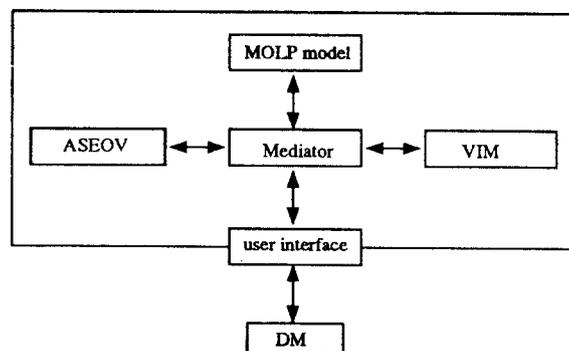 MOLP model
ASEOV
Mediator
VIM
user interface
DM